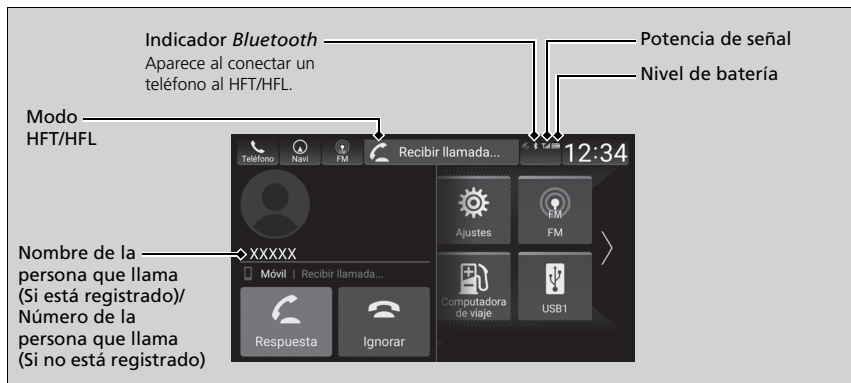 Indicador Bluetooth
Aparece al conectar un
teléfono al HFT/HFL.
Potencia de señal
Nivel de batería
Modo
HFT/HFL
Teléfono
Navi
FM
Recibir llamada...
12:34
XXXXX
Móvil | Recibir llamada...
Respuesta
Ignorar
Ajustes
FM
FM
Computadora
de viaje
USB1
Nombre de la
persona que llama
(Si está registrado)/
Número de la
persona que llama
(Si no está registrado)